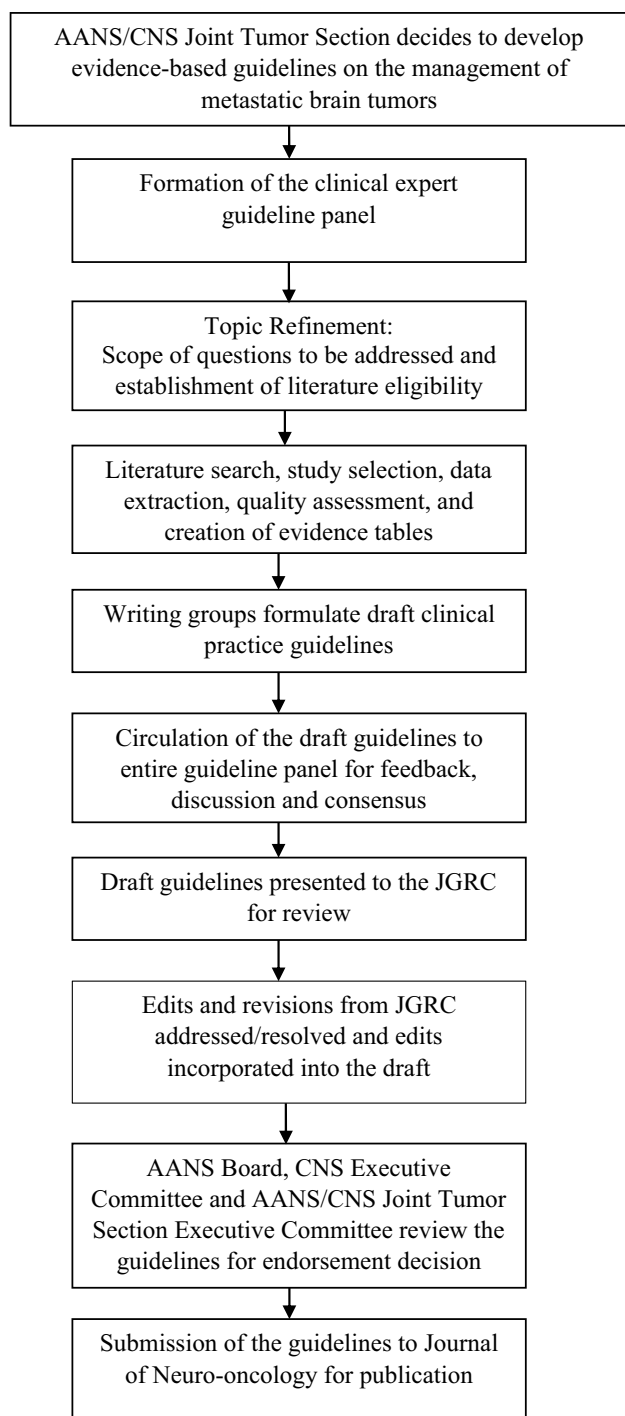 AANS/CNS Joint Tumor Section decides to develop
evidence-based guidelines on the management of
metastatic brain tumors
Formation of the clinical expert
guideline panel
Topic Refinement:
Scope of questions to be addressed and
establishment of literature eligibility
Literature search, study selection, data
extraction, quality assessment, and
creation of evidence tables
Writing groups formulate draft clinical
practice guidelines
Circulation of the draft guidelines to
entire guideline panel for feedback,
discussion and consensus
Draft guidelines presented to the JGRC
for review
Edits and revisions from JGRC
addressed/resolved and edits
incorporated into the draft
AANS Board, CNS Executive
Committee and AANS/CNS Joint Tumor
Section Executive Committee review the
guidelines for endorsement decision
Submission of the guidelines to Journal
of Neuro-oncology for publication